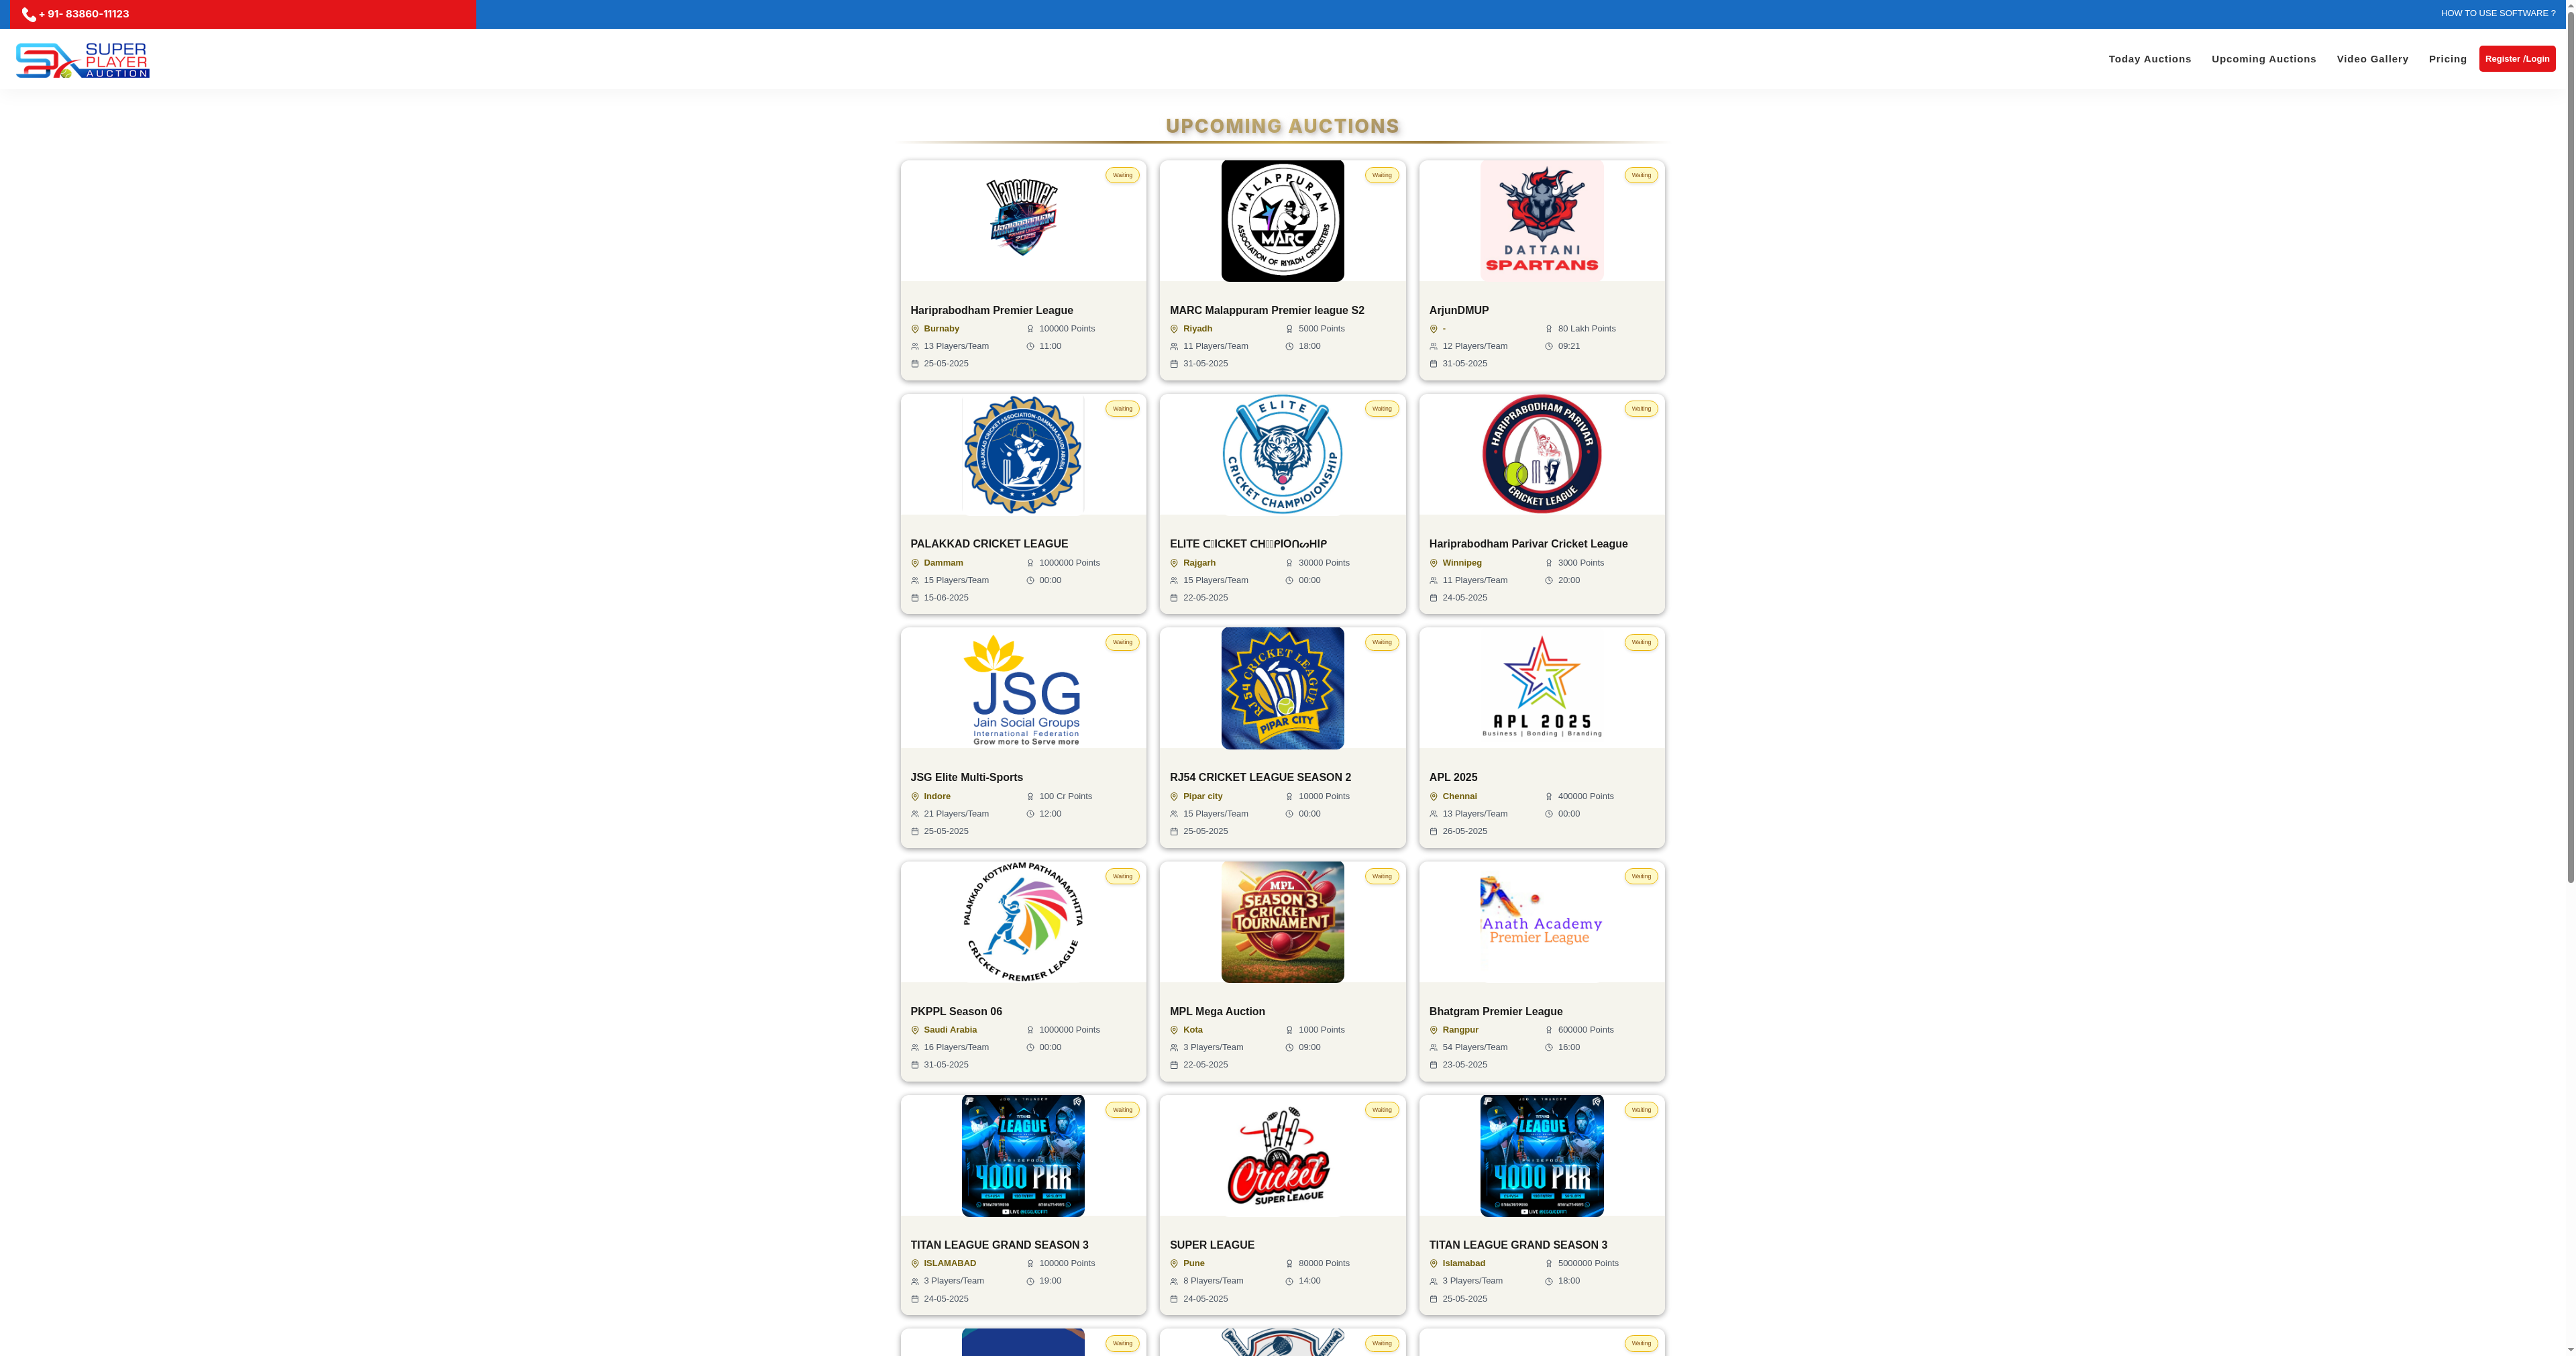 + 91- 83860-11123
HOW TO USE SOFTWARE ?
SUPER
PLAYER
AUCTION
Today Auctions
Upcoming Auctions
Video Gallery
Pricing
Register /Login
UPCOMING AUCTIONS
Waiting
Vancouver
Hariprabodham Premier League
Burnaby
100000 Points
13 Players/Team
11:00
25-05-2025
Waiting
MALAPPURAM
MARC
ASSOCIATION OF RIYADH CRICKETERS
MARC Malappuram Premier league S2
Riyadh
5000 Points
11 Players/Team
18:00
31-05-2025
Waiting
DATTANI
SPARTANS
ArjunDMUP
-
80 Lakh Points
12 Players/Team
09:21
31-05-2025
Waiting
PALAKKAD CRICKET ASSOCIATION-DAMMAM SAUDI ARABIA
PALAKKAD CRICKET LEAGUE
Dammam
1000000 Points
15 Players/Team
00:00
15-06-2025
Waiting
ELITE
CRICKET CHAMPIOIONSHIP
Rajgarh
30000 Points
15 Players/Team
00:00
22-05-2025
Waiting
HARIPRABODHAM PARIVAR
CRICKET LEAGUE
Hariprabodham Parivar Cricket League
Winnipeg
3000 Points
11 Players/Team
20:00
24-05-2025
Waiting
JSG
Jain Social Groups
International Federation
Grow more to Serve more
JSG Elite Multi-Sports
Indore
100 Cr Points
21 Players/Team
12:00
25-05-2025
Waiting
RJ54 CRICKET LEAGUE
PIPAR CITY
RJ54 CRICKET LEAGUE SEASON 2
Pipar city
10000 Points
15 Players/Team
00:00
25-05-2025
Waiting
APL 2025
Business | Bonding | Branding
APL 2025
Chennai
400000 Points
13 Players/Team
00:00
26-05-2025
Waiting
PALAKKAD KOTTAYAM PATHANAMTHITTA
CRICKET PREMIER LEAGUE
PKPPL Season 06
Saudi Arabia
1000000 Points
16 Players/Team
00:00
31-05-2025
Waiting
MPL
SEASON 3
CRICKET
TOURNAMENT
MPL Mega Auction
Kota
1000 Points
3 Players/Team
09:00
22-05-2025
Waiting
Anath Academy
Premier League
Bhatgram Premier League
Rangpur
600000 Points
54 Players/Team
16:00
23-05-2025
Waiting
TITANS
LEAGUE
4000 PKR
TITAN LEAGUE GRAND SEASON 3
ISLAMABAD
100000 Points
3 Players/Team
19:00
24-05-2025
Waiting
Cricket
SUPER LEAGUE
SUPER LEAGUE
Pune
80000 Points
8 Players/Team
14:00
24-05-2025
Waiting
TITANS
LEAGUE
4000 PKR
TITAN LEAGUE GRAND SEASON 3
Islamabad
5000000 Points
3 Players/Team
18:00
25-05-2025
Waiting
Waiting
Waiting